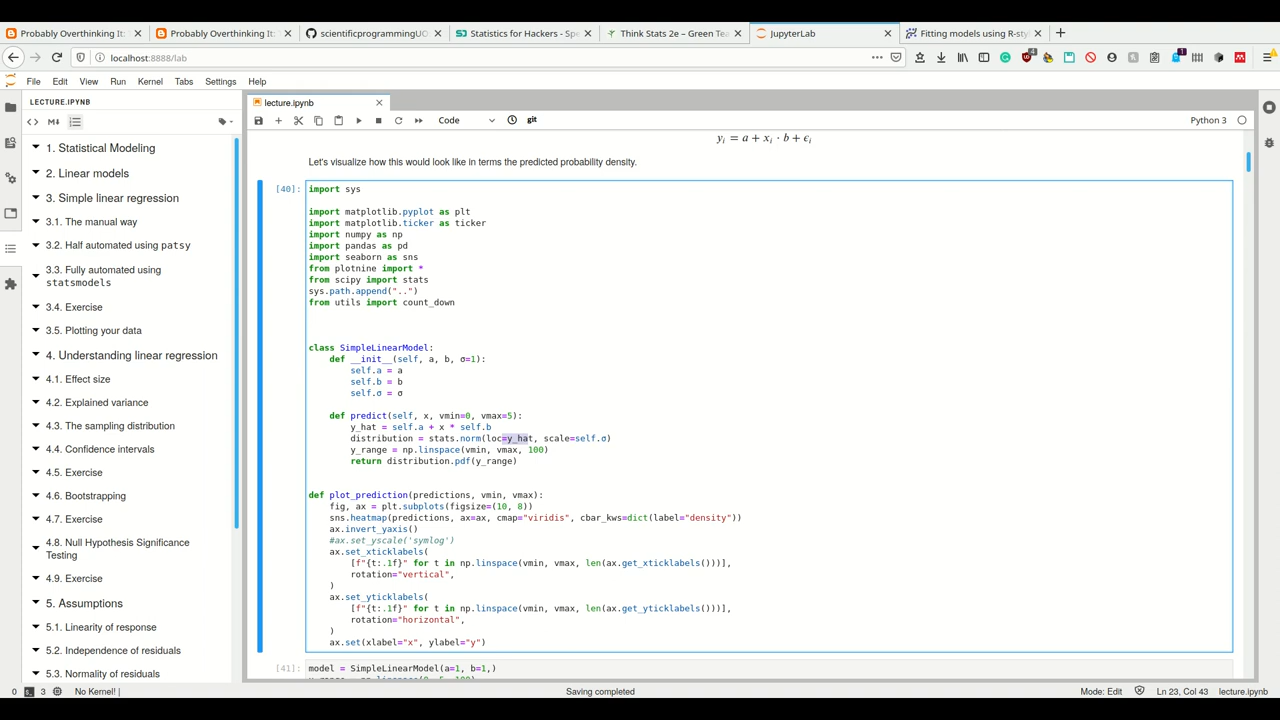 Probably Overthinking It:
Probably Overthinking It:
scientificprogrammingUO
Statistics for Hackers - Spe
Think Stats 2e – Green Tea
JupyterLab
Fitting models using R-sty
localhost:8888/lab
File Edit View Run Kernel Tabs Settings Help
LECTURE.IPYNB
1. Statistical Modeling
2. Linear models
3. Simple linear regression
3.1. The manual way
3.2. Half automated using patsy
3.3. Fully automated using
statsmodels
3.4. Exercise
3.5. Plotting your data
4. Understanding linear regression
4.1. Effect size
4.2. Explained variance
4.3. The sampling distribution
4.4. Confidence intervals
4.5. Exercise
4.6. Bootstrapping
4.7. Exercise
4.8. Null Hypothesis Significance
Testing
4.9. Exercise
5. Assumptions
5.1. Linearity of response
5.2. Independence of residuals
5.3. Normality of residuals
lecture.ipynb
Code
git
Python 3
yᵢ = a + xᵢ · b + ϵᵢ
Let's visualize how this would look like in terms the predicted probability density.
[40]:
import sys
import matplotlib.pyplot as plt
import matplotlib.ticker as ticker
import numpy as np
import pandas as pd
import seaborn as sns
from plotnine import *
from scipy import stats
sys.path.append("..")
from utils import count_down
class SimpleLinearModel:
def __init__(self, a, b, σ=1):
self.a = a
self.b = b
self.σ = σ
def predict(self, x, vmin=0, vmax=5):
y_hat = self.a + x * self.b
distribution = stats.norm(loc=y_hat, scale=self.σ)
y_range = np.linspace(vmin, vmax, 100)
return distribution.pdf(y_range)
def plot_prediction(predictions, vmin, vmax):
fig, ax = plt.subplots(figsize=(10, 8))
sns.heatmap(predictions, ax=ax, cmap="viridis", cbar_kws=dict(label="density"))
ax.invert_yaxis()
#ax.set_yscale('symlog')
ax.set_xticklabels(
[f"{t:.1f}" for t in np.linspace(vmin, vmax, len(ax.get_xticklabels()))],
rotation="vertical",
)
ax.set_yticklabels(
[f"{t:.1f}" for t in np.linspace(vmin, vmax, len(ax.get_yticklabels()))],
rotation="horizontal",
)
ax.set(xlabel="x", ylabel="y")
[41]:
model = SimpleLinearModel(a=1, b=1,)
0 3 No Kernel! |
Saving completed
Mode: Edit
Ln 23, Col 43
lecture.ipynb